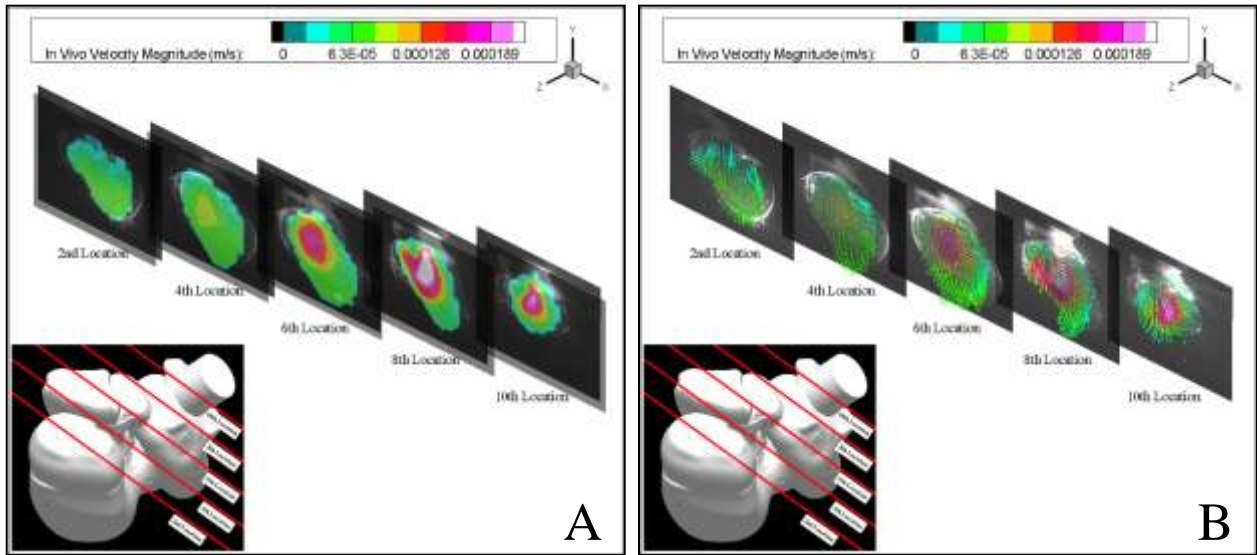 In Vivo Velocity Magnitude (m/s):
0 6.3E-05 0.000126 0.000189
Y
Z X
2nd Location
4th Location
6th Location
8th Location
10th Location
A
In Vivo Velocity Magnitude (m/s):
0 6.3E-05 0.000126 0.000189
Y
Z X
2nd Location
4th Location
6th Location
8th Location
10th Location
B